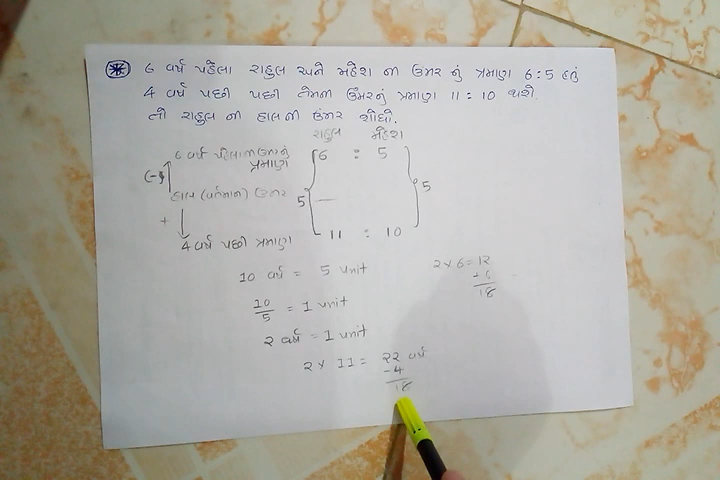 6 વર્ષ પહેલા રાહુલ અને મહેશ ની ઉંમર નું પ્રમાણ 6 : 5 હતું
4 વર્ષ પછી પછી તેમની ઉંમરનું પ્રમાણ 11 : 10 થશે.
તો રાહુલ ની હાલ ની ઉંમર શોધો.
રાહુલ મહેશ
6 વર્ષ પહેલાની ઉંમરનું પ્રમાણ 6 : 5
(-)
હાલ (વર્તમાન) ઉંમર 5 — 5
+
4 વર્ષ પછી પ્રમાણ 11 : 10
10 વર્ષ = 5 unit
10/5 = 1 unit
2 વર્ષ = 1 unit
2 × 11 = 22 વર્ષ
-4
18
2 × 6 = 12
+ 6
18